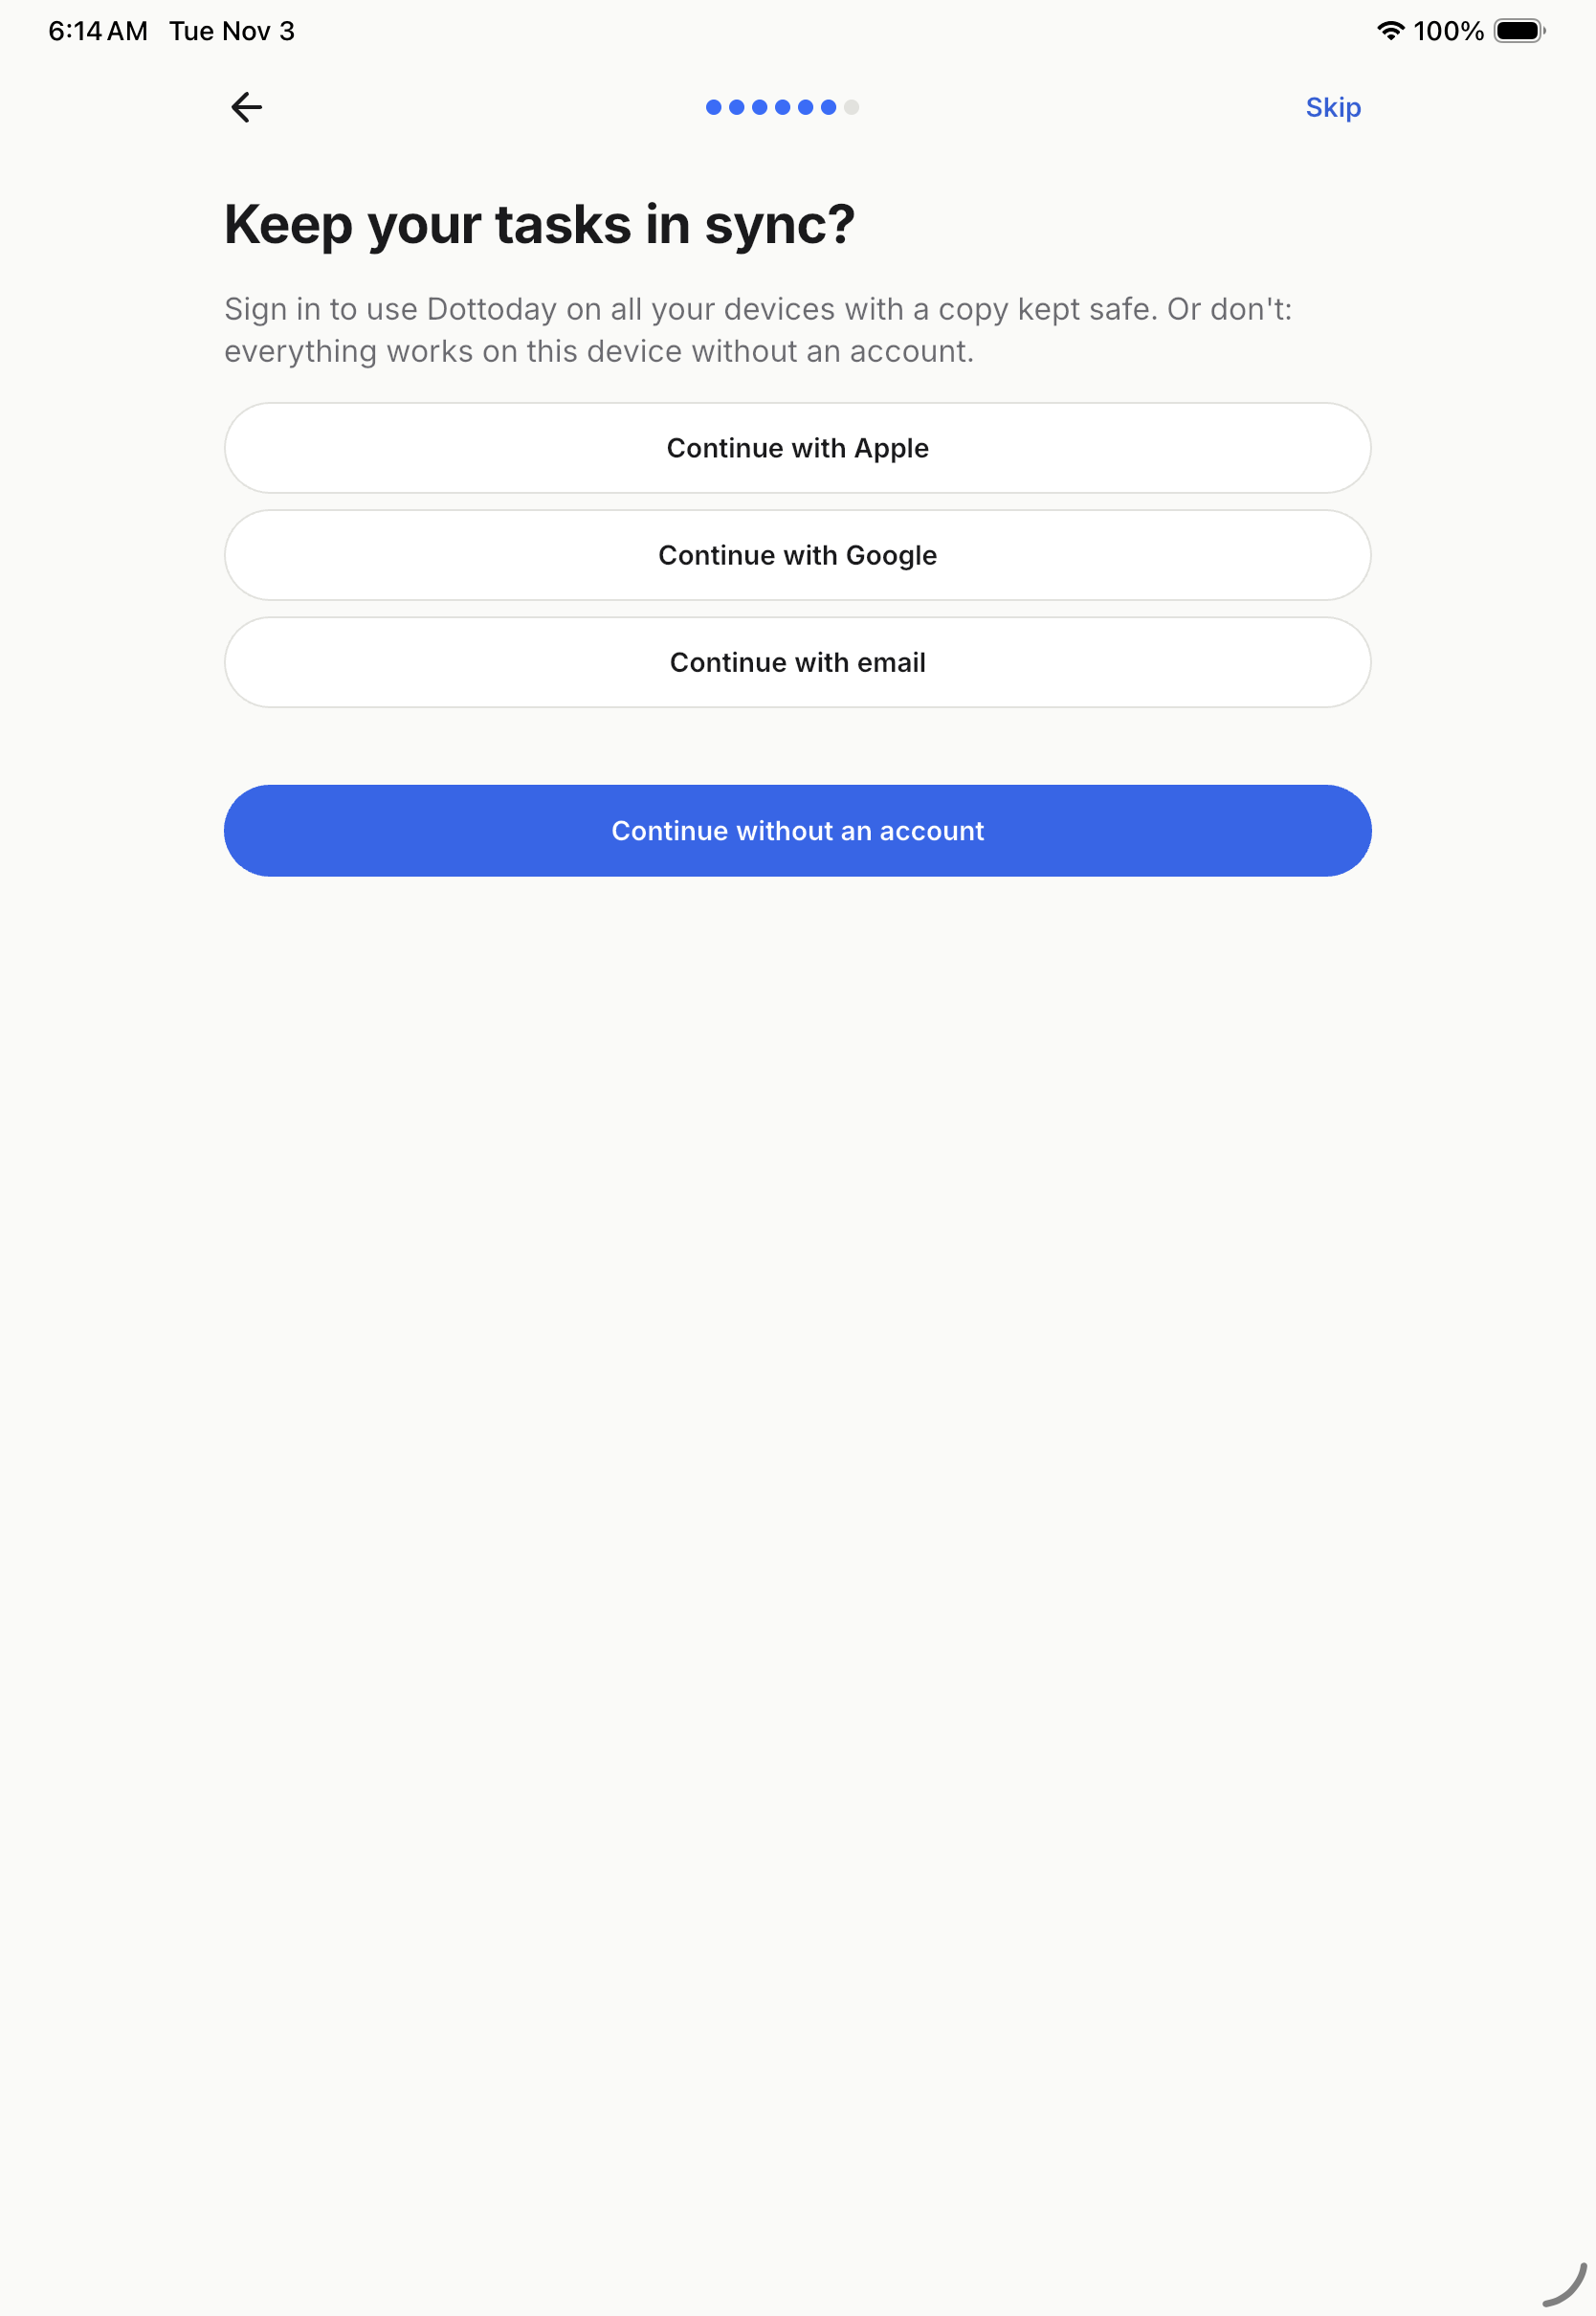 6:14 AM Tue Nov 3 100%
Skip
Keep your tasks in sync?
Sign in to use Dottoday on all your devices with a copy kept safe. Or don't:
everything works on this device without an account.
Continue with Apple
Continue with Google
Continue with email
Continue without an account